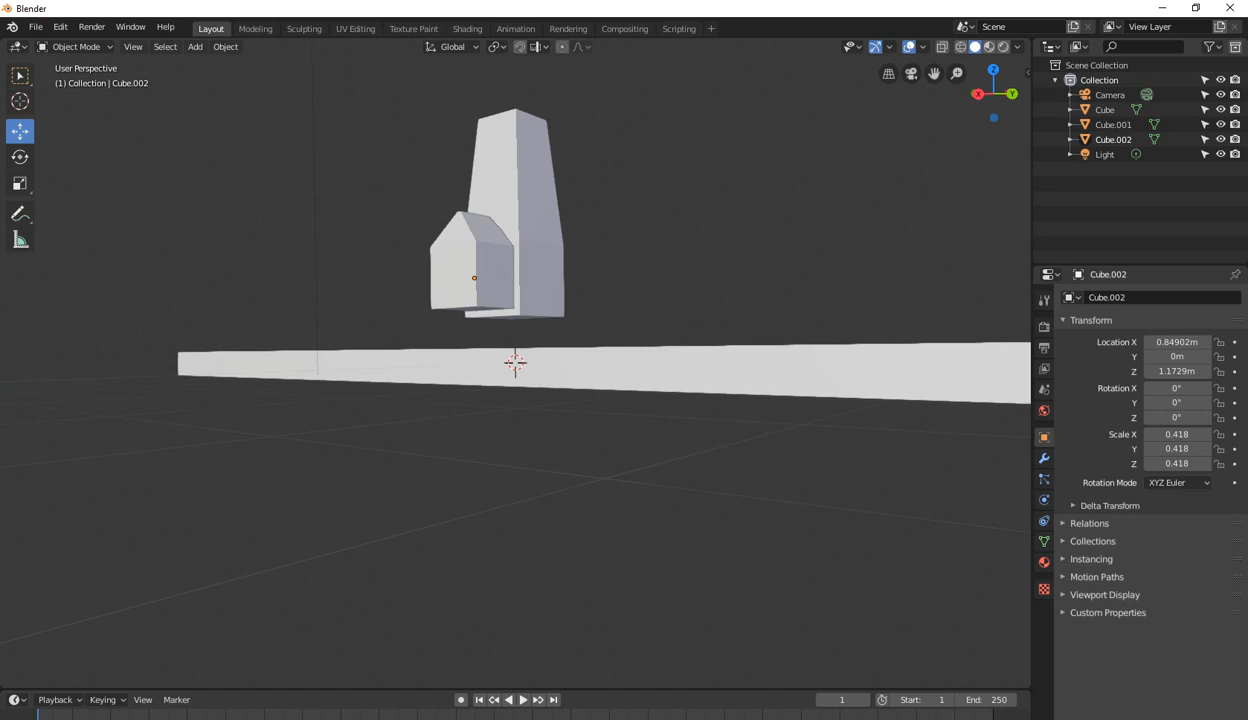 Blender
File Edit Render Window Help Layout Modeling Sculpting UV Editing Texture Paint Shading Animation Rendering Compositing Scripting + Scene View Layer
Object Mode View Select Add Object Global
User Perspective
(1) Collection | Cube.002
Z
X Y
Scene Collection
Collection
Camera
Cube
Cube.001
Cube.002
Light
Cube.002
Cube.002
Transform
Location X 0.84902m
Y 0m
Z 1.1729m
Rotation X 0°
Y 0°
Z 0°
Scale X 0.418
Y 0.418
Z 0.418
Rotation Mode XYZ Euler
Delta Transform
Relations
Collections
Instancing
Motion Paths
Viewport Display
Custom Properties
Playback Keying View Marker 1 Start: 1 End: 250